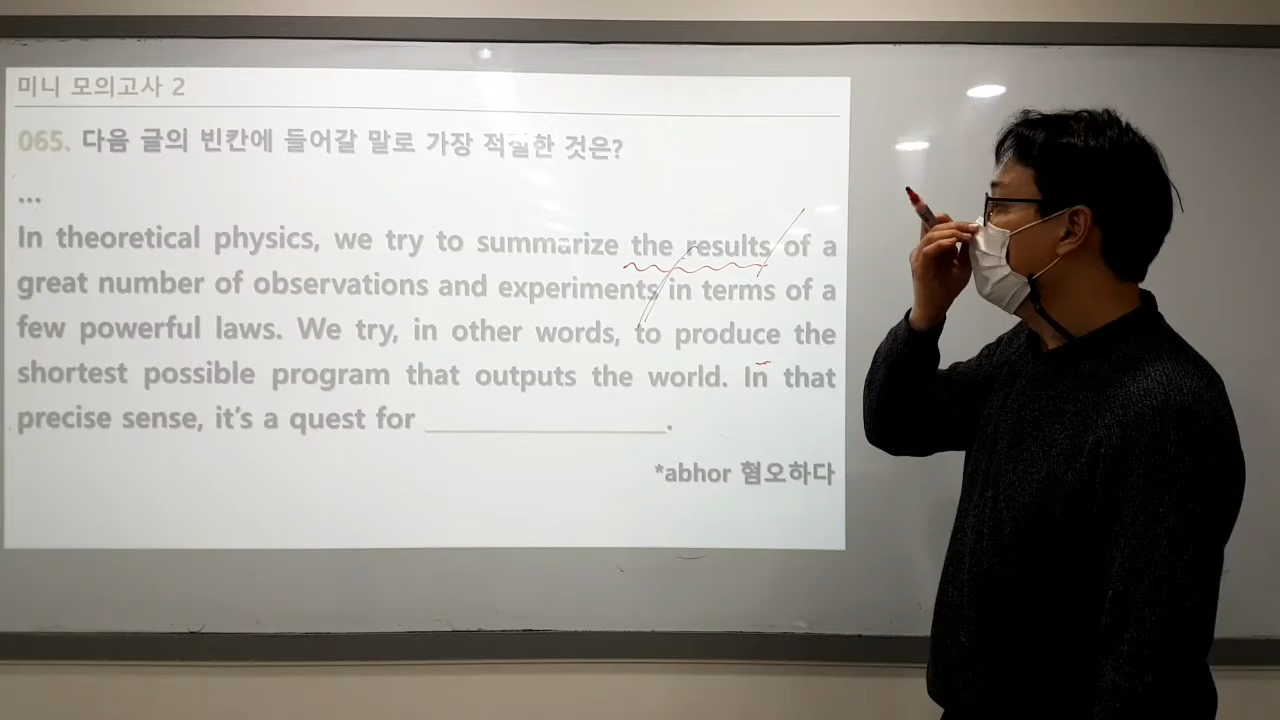 미니 모의고사 2
065. 다음 글의 빈칸에 들어갈 말로 가장 적절한 것은?
...
In theoretical physics, we try to summarize the results of a
great number of observations and experiments in terms of a
few powerful laws. We try, in other words, to produce the
shortest possible program that outputs the world. In that
precise sense, it's a quest for ____________________.
*abhor 혐오하다